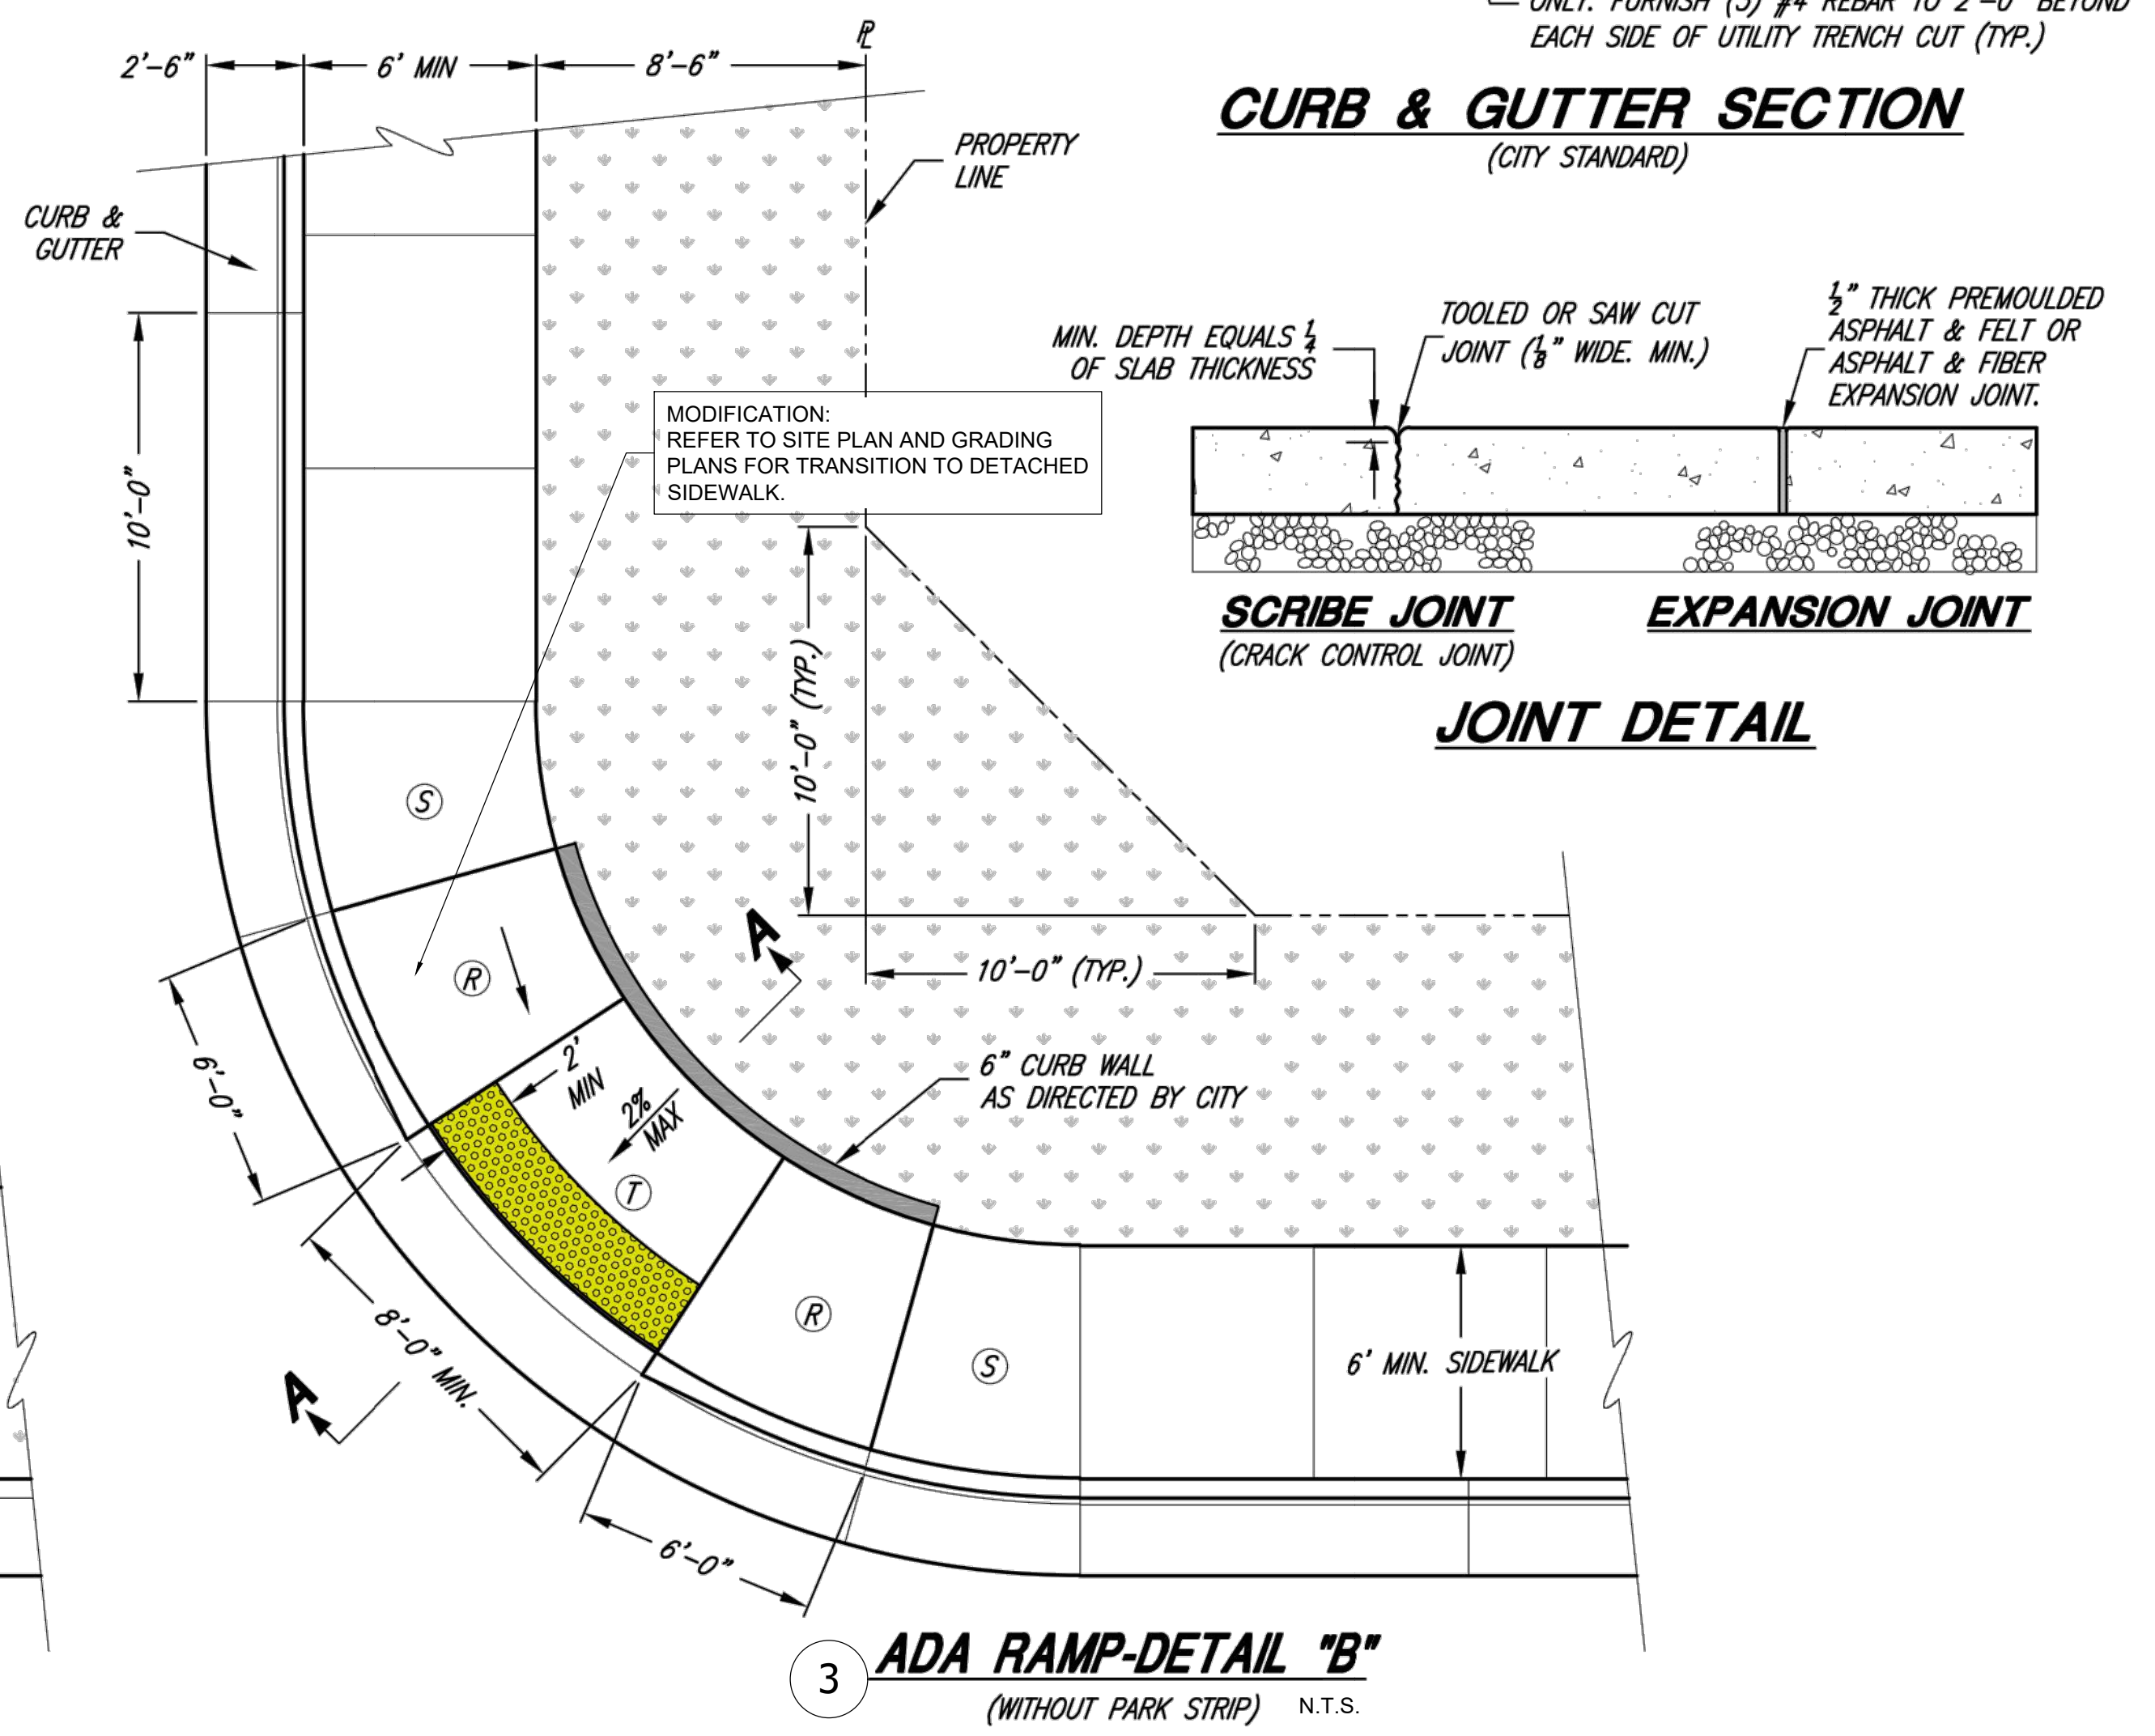 ONLY. FURNISH (3) #4 REBAR TO 2'-0" BEYOND
EACH SIDE OF UTILITY TRENCH CUT (TYP.)
CURB & GUTTER SECTION
(CITY STANDARD)
PL
2'-6"
6' MIN
8'-6"
PROPERTY
LINE
CURB &
GUTTER
10'-0"
MODIFICATION:
REFER TO SITE PLAN AND GRADING
PLANS FOR TRANSITION TO DETACHED
SIDEWALK.
MIN. DEPTH EQUALS 1/4
OF SLAB THICKNESS
TOOLED OR SAW CUT
JOINT (1/8" WIDE. MIN.)
1/2" THICK PREMOULDED
ASPHALT & FELT OR
ASPHALT & FIBER
EXPANSION JOINT.
SCRIBE JOINT
(CRACK CONTROL JOINT)
EXPANSION JOINT
JOINT DETAIL
10'-0" (TYP.)
10'-0" (TYP.)
S
R
A
2'
MIN
2%
MAX
T
6" CURB WALL
AS DIRECTED BY CITY
6'-0"
8'-0" MIN.
A
R
S
6' MIN. SIDEWALK
6'-0"
3
ADA RAMP-DETAIL "B"
(WITHOUT PARK STRIP)
N.T.S.